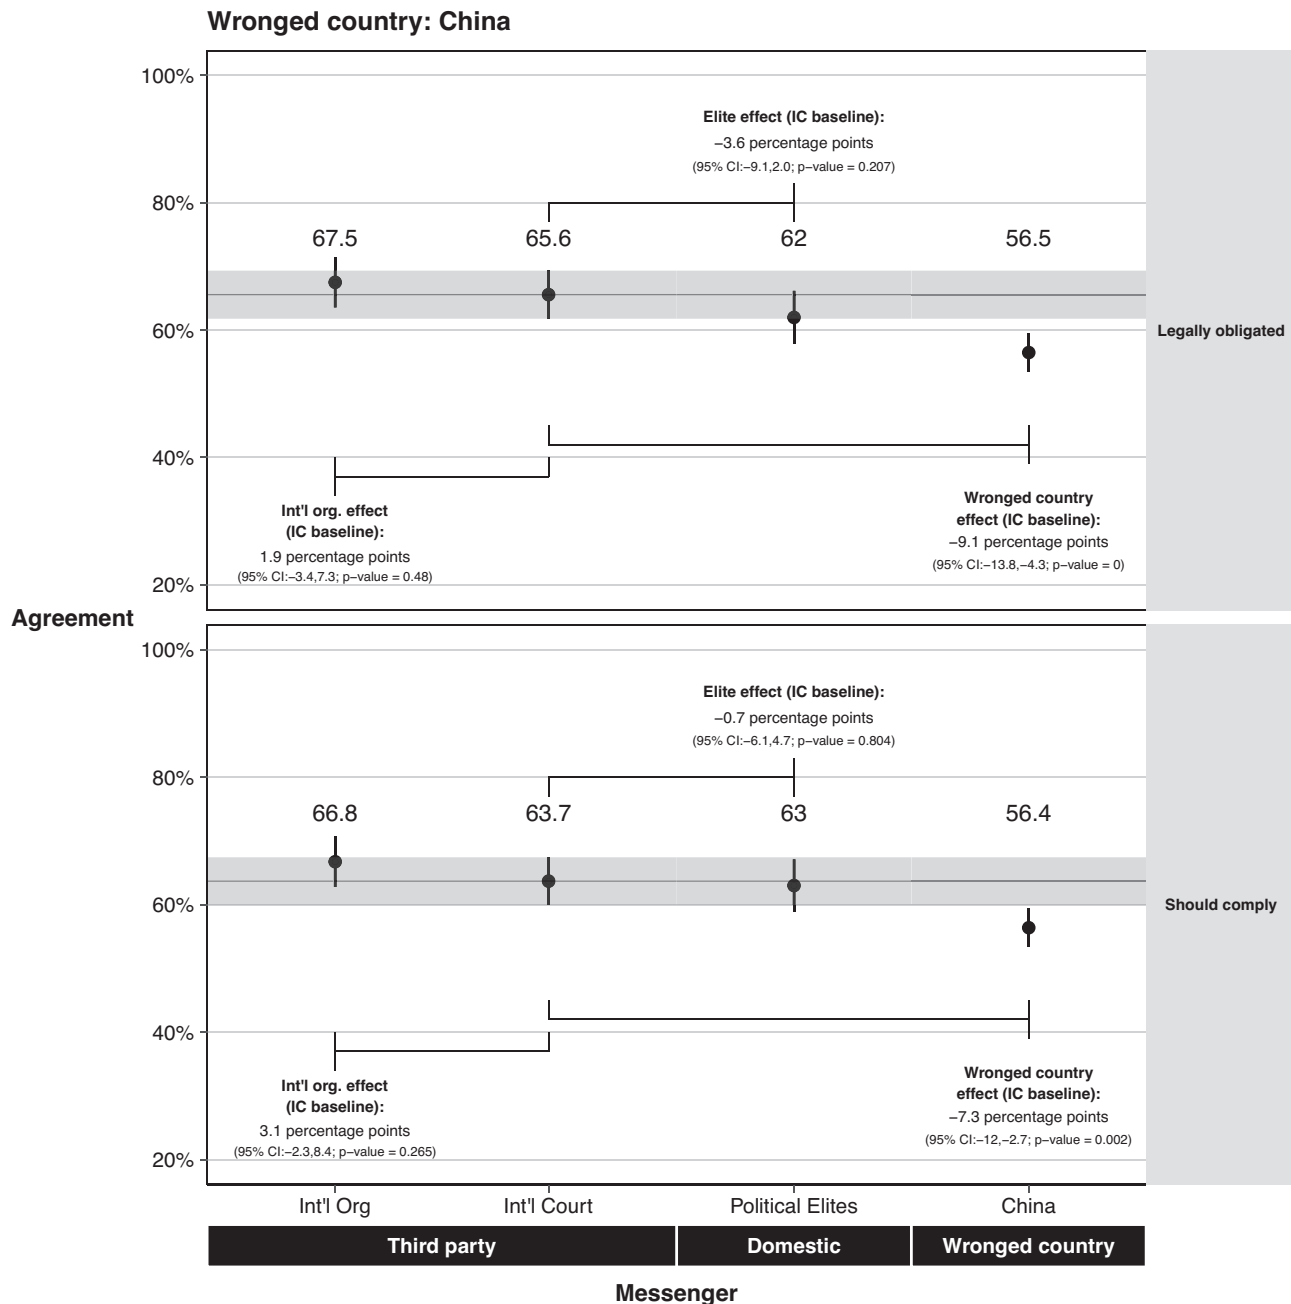 Wronged country: China
100%
Elite effect (IC baseline):
−3.6 percentage points
(95% CI:−9.1,2.0; p−value = 0.207)
80%
67.5 65.6 62 56.5
60%
Legally obligated
40%
Int'l org. effect
(IC baseline):
1.9 percentage points
(95% CI:−3.4,7.3; p−value = 0.48)
Wronged country
effect (IC baseline):
−9.1 percentage points
(95% CI:−13.8,−4.3; p−value = 0)
20%
Agreement
100%
Elite effect (IC baseline):
−0.7 percentage points
(95% CI:−6.1,4.7; p−value = 0.804)
80%
66.8 63.7 63 56.4
60%
Should comply
40%
Int'l org. effect
(IC baseline):
3.1 percentage points
(95% CI:−2.3,8.4; p−value = 0.265)
Wronged country
effect (IC baseline):
−7.3 percentage points
(95% CI:−12,−2.7; p−value = 0.002)
20%
Int'l Org Int'l Court Political Elites China
Third party Domestic Wronged country
Messenger